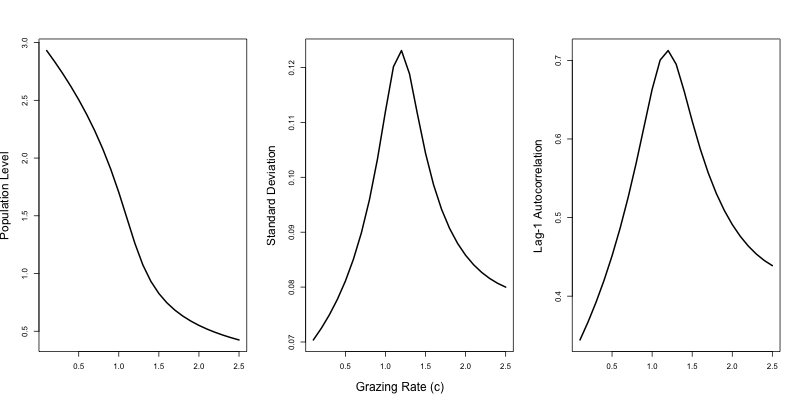 Population Level
3.0
2.5
2.0
1.5
1.0
0.5
0.5 1.0 1.5 2.0 2.5
Standard Deviation
0.12
0.11
0.10
0.09
0.08
0.07
0.5 1.0 1.5 2.0 2.5
Lag-1 Autocorrelation
0.7
0.6
0.5
0.4
0.5 1.0 1.5 2.0 2.5
Grazing Rate (c)